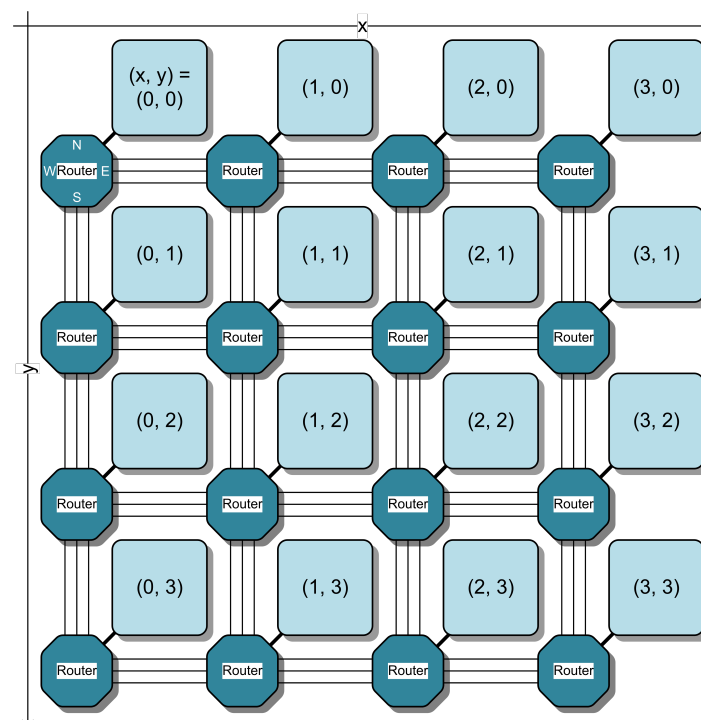 x
(x, y) =
(0, 0)
(1, 0)
(2, 0)
(3, 0)
N
W Router E
S
Router
Router
Router
(0, 1)
(1, 1)
(2, 1)
(3, 1)
Router
Router
Router
Router
y
(0, 2)
(1, 2)
(2, 2)
(3, 2)
Router
Router
Router
Router
(0, 3)
(1, 3)
(2, 3)
(3, 3)
Router
Router
Router
Router